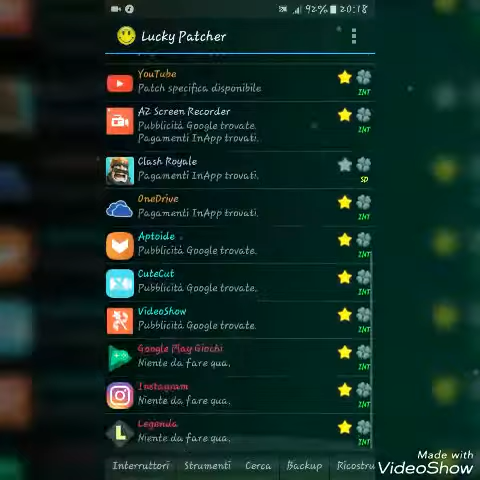 92% 20:18
Lucky Patcher
YouTube
Patch specifica disponibile
INT
AZ Screen Recorder
Pubblicità Google trovate.
Pagamenti InApp trovati.
INT
Clash Royale
Pagamenti InApp trovati.
SD
OneDrive
Pagamenti InApp trovati.
INT
Aptoide
Pubblicità Google trovate.
INT
CuteCut
Pubblicità Google trovate.
INT
VideoShow
Pubblicità Google trovate.
INT
Google Play Giochi
Niente da fare qua.
INT
Instagram
Niente da fare qua.
INT
Legenda
Niente da fare qua.
INT
Interruttori Strumenti Cerca Backup Ricostru
Made with
VideoShow